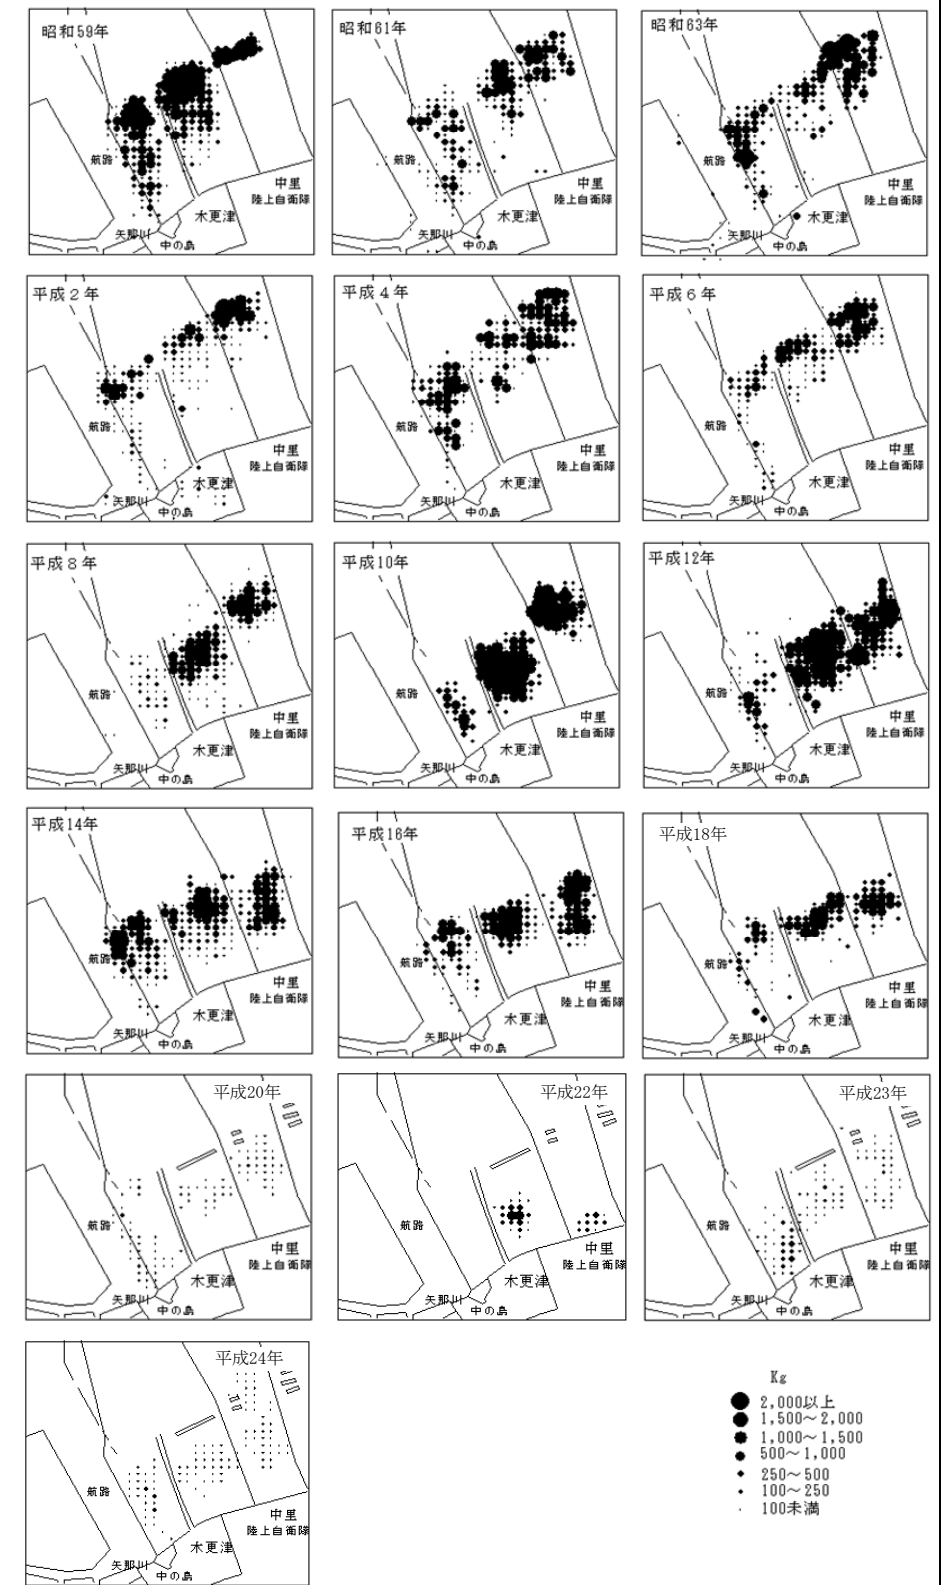 昭和59年
航路
中里
陸上自衛隊
木更津
矢那川
中の島
昭和61年
航路
中里
陸上自衛隊
木更津
矢那川
中の島
昭和63年
航路
中里
陸上自衛隊
木更津
矢那川
中の島
平成2年
航路
中里
陸上自衛隊
木更津
矢那川
中の島
平成4年
航路
中里
陸上自衛隊
木更津
矢那川
中の島
平成6年
航路
中里
陸上自衛隊
木更津
矢那川
中の島
平成8年
航路
中里
陸上自衛隊
木更津
矢那川
中の島
平成10年
航路
中里
陸上自衛隊
木更津
矢那川
中の島
平成12年
航路
中里
陸上自衛隊
木更津
矢那川
中の島
平成14年
航路
中里
陸上自衛隊
木更津
矢那川
中の島
平成16年
航路
中里
陸上自衛隊
木更津
矢那川
中の島
平成18年
航路
中里
陸上自衛隊
木更津
矢那川
中の島
平成20年
航路
中里
陸上自衛隊
木更津
矢那川
中の島
平成22年
航路
中里
陸上自衛隊
木更津
矢那川
中の島
平成23年
航路
中里
陸上自衛隊
木更津
矢那川
中の島
平成24年
航路
中里
陸上自衛隊
木更津
矢那川
中の島
Kg
2,000以上
1,500～2,000
1,000～1,500
500～1,000
250～500
100～250
100未満